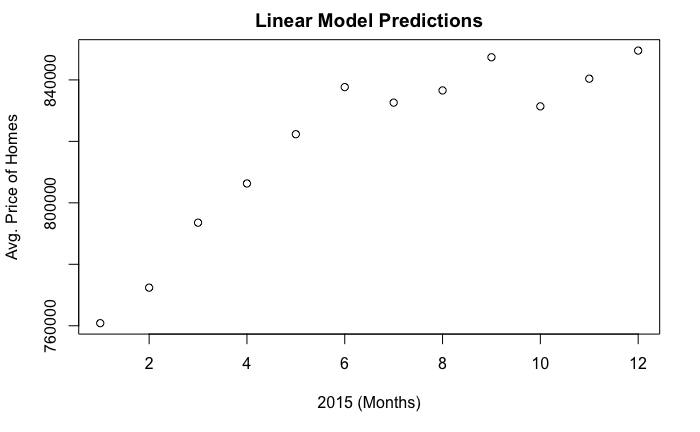 Linear Model Predictions
Avg. Price of Homes
840000
800000
760000
2 4 6 8 10 12
2015 (Months)